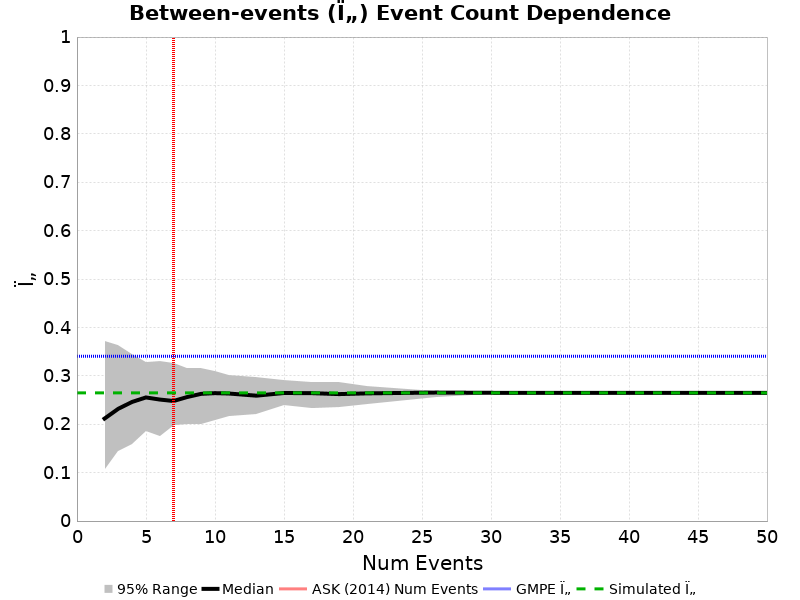 Between-events (Ï„) Event Count Dependence
1
0.9
0.8
0.7
0.6
0.5
0.4
0.3
0.2
0.1
0
Ï„
0 5 10 15 20 25 30 35 40 45 50
Num Events
95% Range Median ASK (2014) Num Events GMPE Ï„ Simulated Ï„